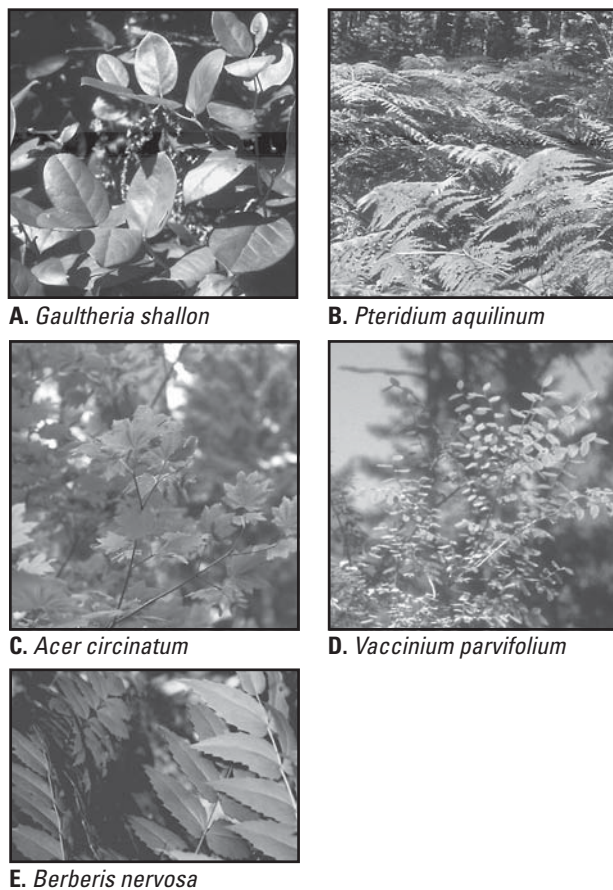 A. Gaultheria shallon
B. Pteridium aquilinum
C. Acer circinatum
D. Vaccinium parvifolium
E. Berberis nervosa